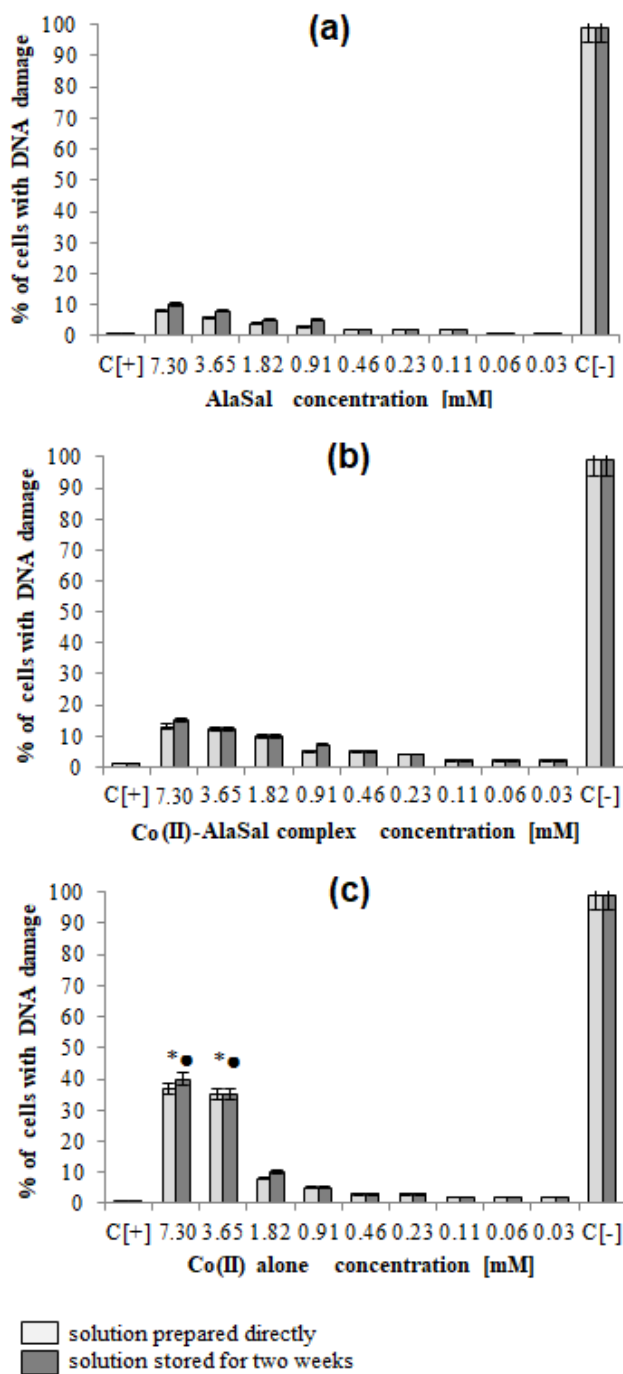 (a)
% of cells with DNA damage
100
90
80
70
60
50
40
30
20
10
0
C[+] 7.30 3.65 1.82 0.91 0.46 0.23 0.11 0.06 0.03 C[-]
AlaSal concentration [mM]
(b)
% of cells with DNA damage
100
90
80
70
60
50
40
30
20
10
0
C[+] 7.30 3.65 1.82 0.91 0.46 0.23 0.11 0.06 0.03 C[-]
Co(II)-AlaSal complex concentration [mM]
(c)
% of cells with DNA damage
100
90
80
70
60
50
40
30
20
10
0
*● *●
C[+] 7.30 3.65 1.82 0.91 0.46 0.23 0.11 0.06 0.03 C[-]
Co(II) alone concentration [mM]
solution prepared directly
solution stored for two weeks